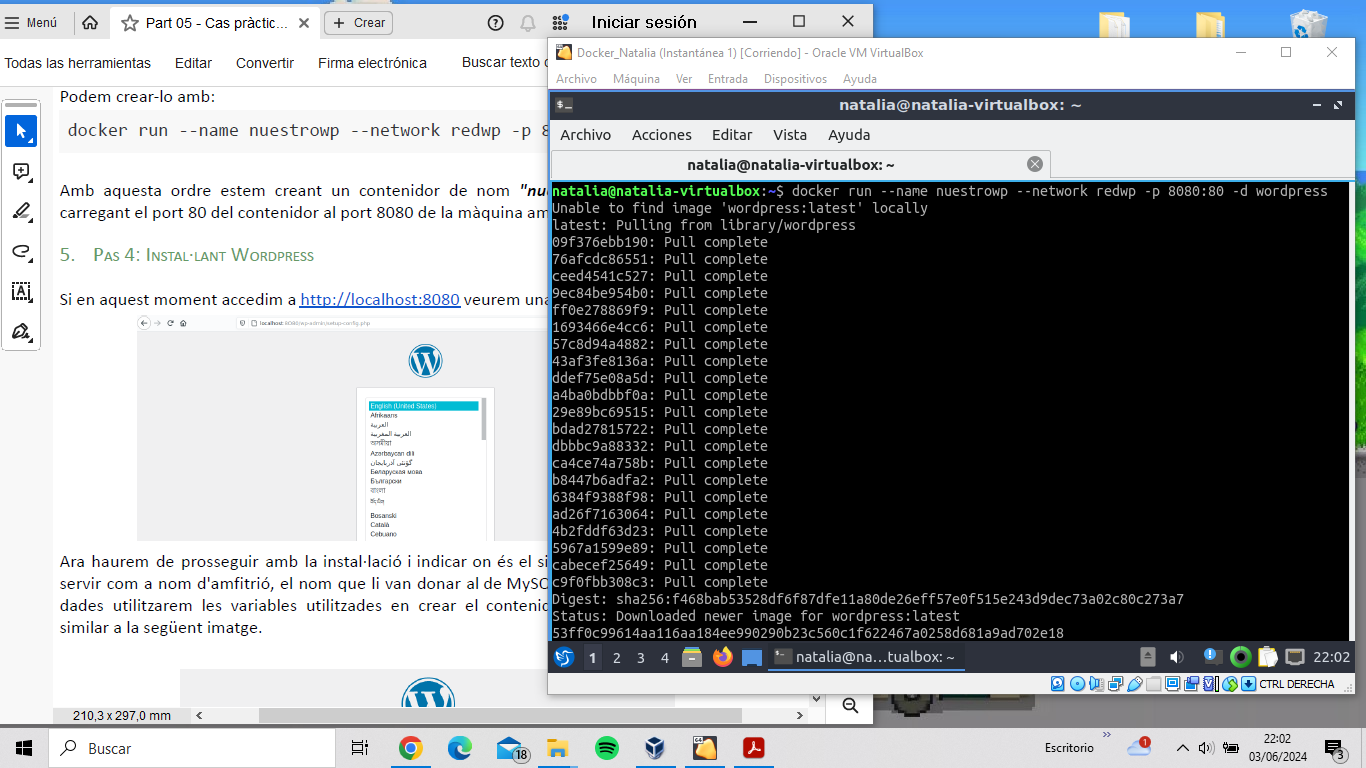 Menú
Part 05 - Cas pràctic...
Crear
Iniciar sesión
Todas las herramientas
Editar
Convertir
Firma electrónica
Buscar texto
Podem crear-lo amb:
docker run --name nuestrowp --network redwp -p 8
Amb aquesta ordre estem creant un contenidor de nom "nu
carregant el port 80 del contenidor al port 8080 de la màquina am
5. Pas 4: Instal·lant Wordpress
Si en aquest moment accedim a http://localhost:8080 veurem una
localhost:8080/wp-admin/setup-config.php
English (United States)
Afrikaans
العربية
العربية المغربية
অসমীয়া
Azərbaycan dili
گؤنئی آذربایجان
Беларуская мова
Български
বাংলা
Bosanski
Català
Cebuano
Ara haurem de prosseguir amb la instal·lació i indicar on és el si
servir com a nom d'amfitrió, el nom que li van donar al de MySQ
dades utilitzarem les variables utilitzades en crear el conteni
similar a la següent imatge.
210,3 x 297,0 mm
Docker_Natalia (Instantánea 1) [Corriendo] - Oracle VM VirtualBox
Archivo
Máquina
Ver
Entrada
Dispositivos
Ayuda
natalia@natalia-virtualbox: ~
Archivo
Acciones
Editar
Vista
Ayuda
natalia@natalia-virtualbox: ~
natalia@natalia-virtualbox:~$ docker run --name nuestrowp --network redwp -p 8080:80 -d wordpress
Unable to find image 'wordpress:latest' locally
latest: Pulling from library/wordpress
09f376ebb190: Pull complete
76afcdc86551: Pull complete
ceed4541c527: Pull complete
9ec84be954b0: Pull complete
ff0e278869f9: Pull complete
1693466e4cc6: Pull complete
57c8d94a4882: Pull complete
43af3fe8136a: Pull complete
ddef75e08a5d: Pull complete
a4ba0bdbbf0a: Pull complete
29e89bc69515: Pull complete
bdad27815722: Pull complete
dbbbc9a88332: Pull complete
ca4ce74a758b: Pull complete
b8447b6adfa2: Pull complete
6384f9388f98: Pull complete
ad26f7163064: Pull complete
4b2fddf63d23: Pull complete
5967a1599e89: Pull complete
cabecef25649: Pull complete
c9f0fbb308c3: Pull complete
Digest: sha256:f468bab53528df6f87dfe11a80de26eff57e0f515e243d9dec73a02c80c273a7
Status: Downloaded newer image for wordpress:latest
53ff0c99614aa116aa184ee990290b23c560c1f622467a0258d681a9ad702e18
1
2
3
4
natalia@na...tualbox: ~
22:02
CTRL DERECHA
Buscar
18
Escritorio
1
22:02
03/06/2024
3